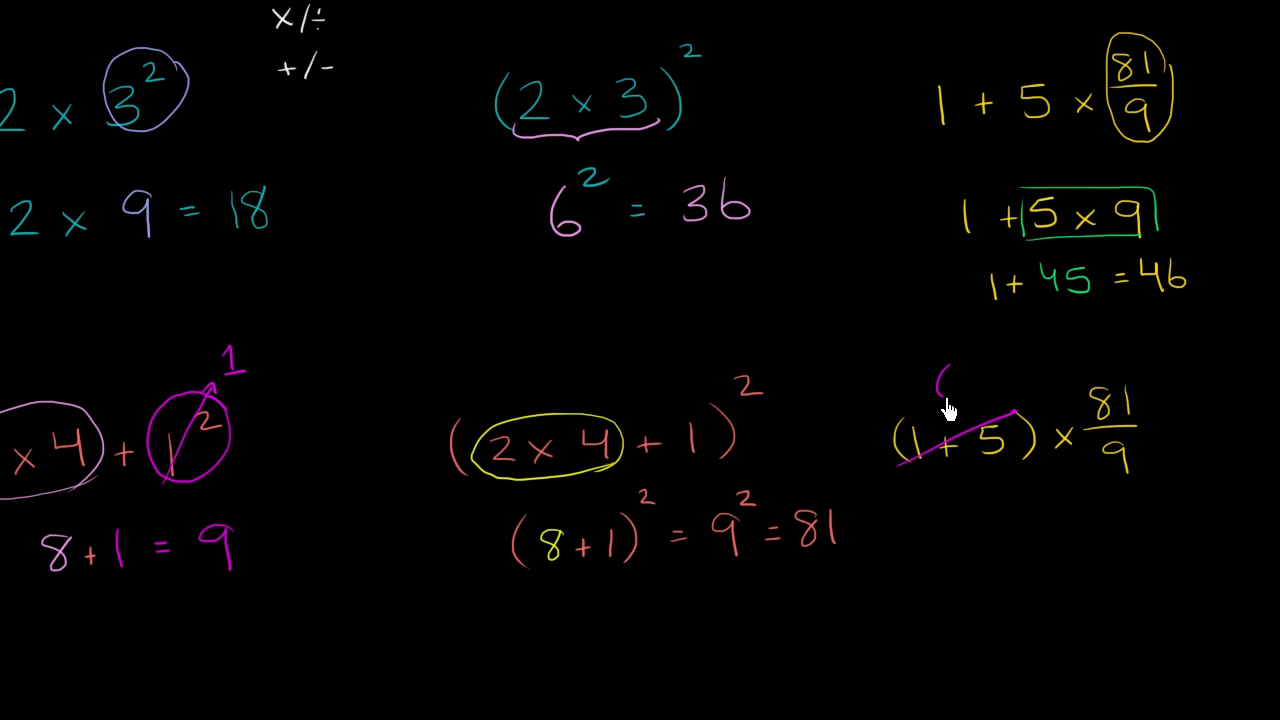 ×/÷
+/-
2 × 3²
2 × 9 = 18
(2 × 3)²
6² = 36
1 + 5 × 81/9
1 + 5 × 9
1 + 45 = 46
1
× 4 + 1²
8 + 1 = 9
(2 × 4 + 1)²
(8 + 1)² = 9² = 81
(1 + 5) × 81/9